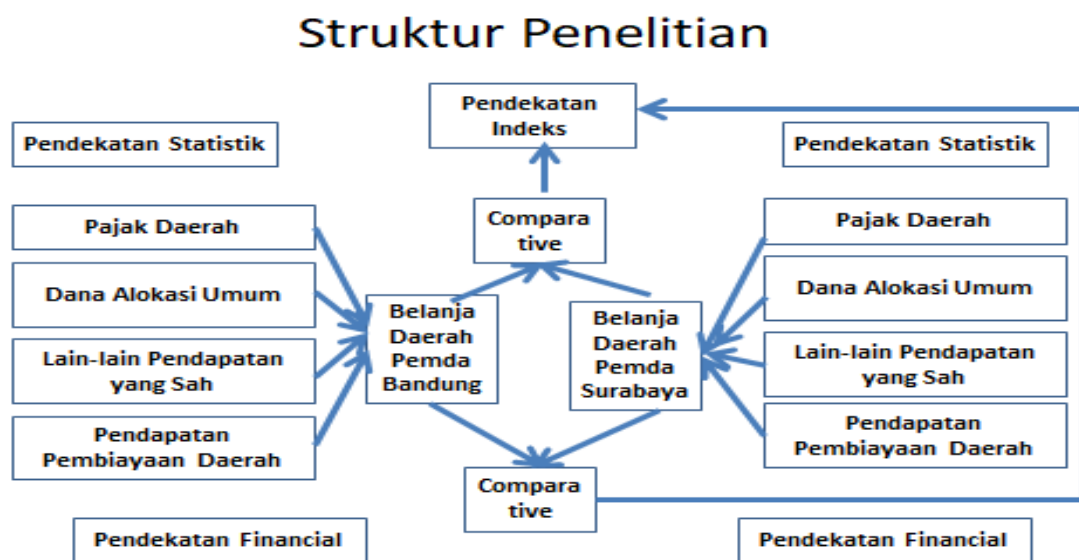 Struktur Penelitian
Pendekatan
Indeks
Pendekatan Statistik
Pendekatan Statistik
Compara
tive
Pajak Daerah
Dana Alokasi Umum
Lain-lain Pendapatan
yang Sah
Pendapatan
Pembiayaan Daerah
Belanja
Daerah
Pemda
Bandung
Belanja
Daerah
Pemda
Surabaya
Pajak Daerah
Dana Alokasi Umum
Lain-lain Pendapatan
yang Sah
Pendapatan
Pembiayaan Daerah
Compara
tive
Pendekatan Financial
Pendekatan Financial